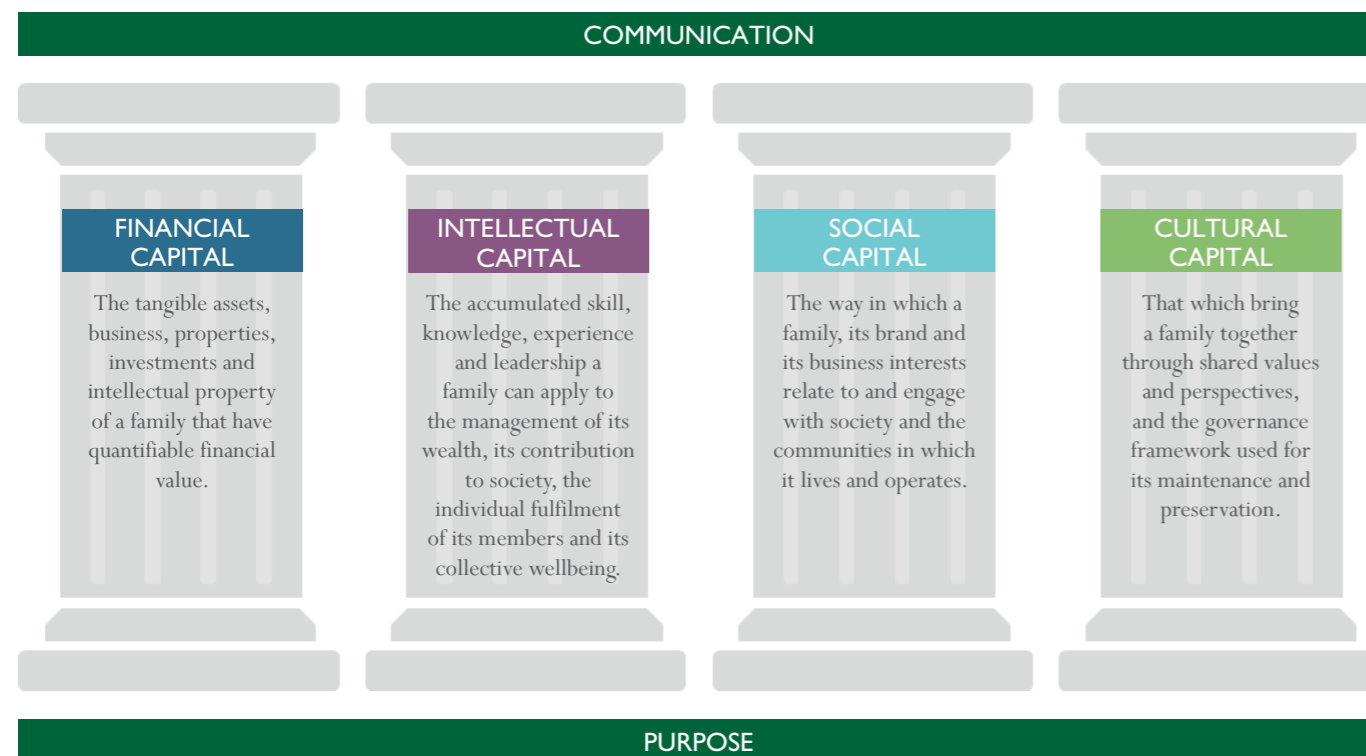 COMMUNICATION
FINANCIAL
CAPITAL
The tangible assets,
business, properties,
investments and
intellectual property
of a family that have
quantifiable financial
value.
INTELLECTUAL
CAPITAL
The accumulated skill,
knowledge, experience
and leadership a
family can apply to
the management of its
wealth, its contribution
to society, the
individual fulfilment
of its members and its
collective wellbeing.
SOCIAL
CAPITAL
The way in which a
family, its brand and
its business interests
relate to and engage
with society and the
communities in which
it lives and operates.
CULTURAL
CAPITAL
That which bring
a family together
through shared values
and perspectives,
and the governance
framework used for
its maintenance and
preservation.
PURPOSE